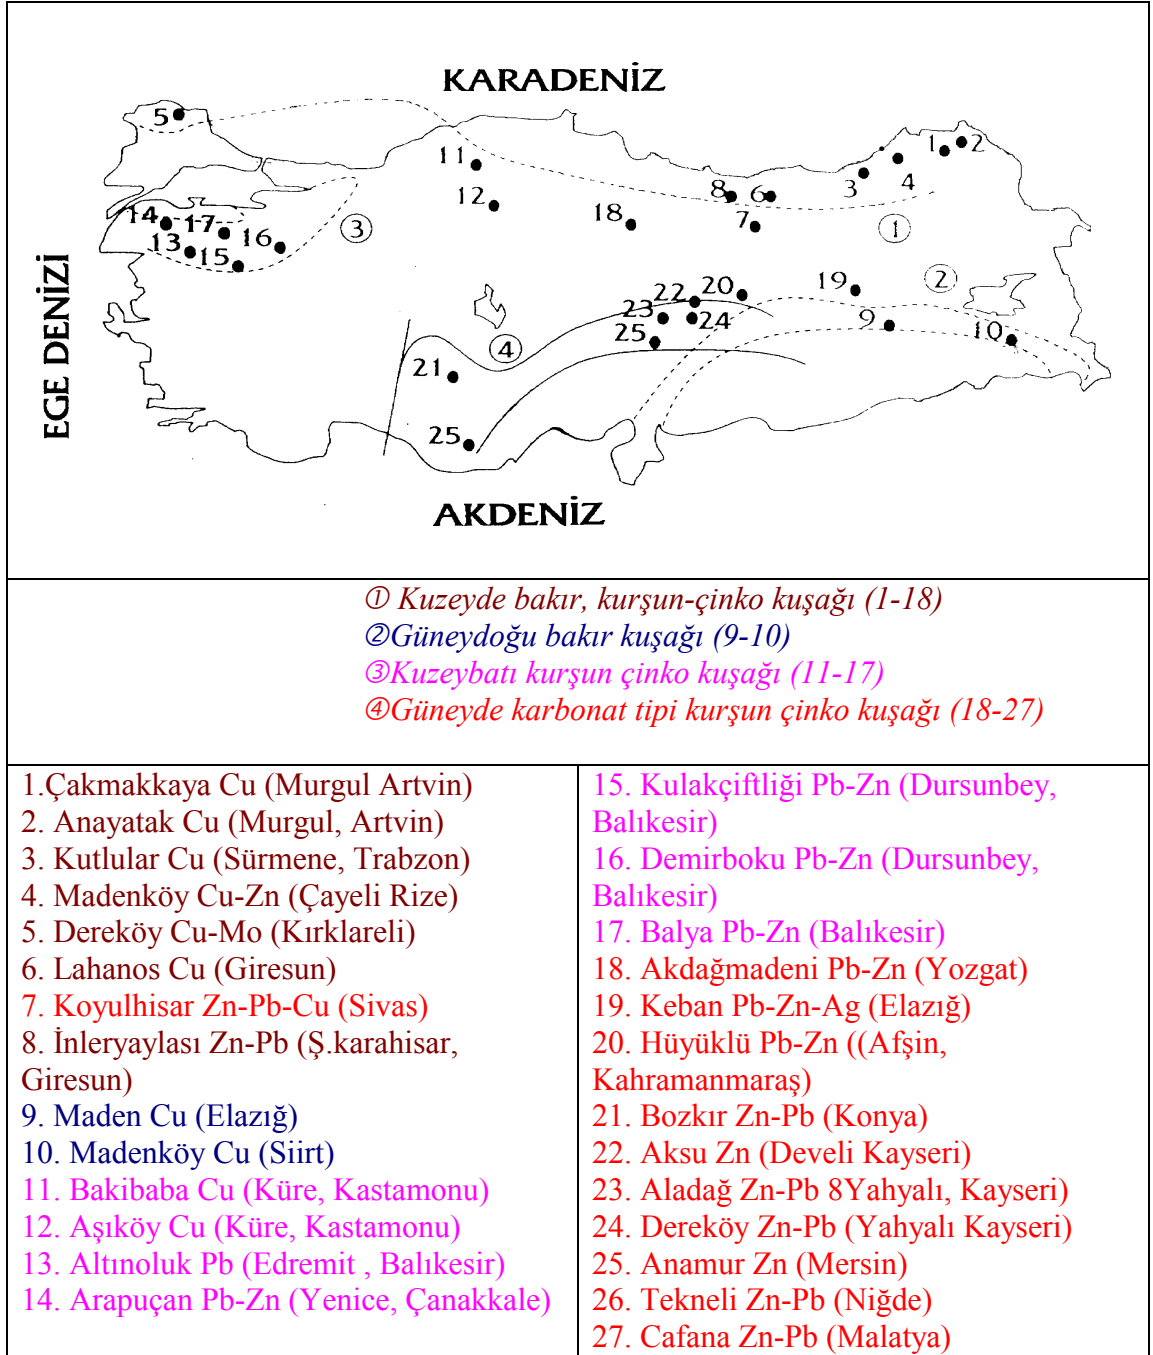 KARADENİZ
5
11
12
1
2
3
4
8
6
7
18
14
17
13
15
16
③
①
②
19
9
10
22
20
23
24
25
④
21
25
EGE DENİZİ
AKDENİZ
① Kuzeyde bakır, kurşun-çinko kuşağı (1-18)
②Güneydoğu bakır kuşağı (9-10)
③Kuzeybatı kurşun çinko kuşağı (11-17)
④Güneyde karbonat tipi kurşun çinko kuşağı (18-27)
1.Çakmakkaya Cu (Murgul Artvin)
2. Anayatak Cu (Murgul, Artvin)
3. Kutlular Cu (Sürmene, Trabzon)
4. Madenköy Cu-Zn (Çayeli Rize)
5. Dereköy Cu-Mo (Kırklareli)
6. Lahanos Cu (Giresun)
7. Koyulhisar Zn-Pb-Cu (Sivas)
8. İnleryaylası Zn-Pb (Ş.karahisar,
Giresun)
9. Maden Cu (Elazığ)
10. Madenköy Cu (Siirt)
11. Bakibaba Cu (Küre, Kastamonu)
12. Aşıköy Cu (Küre, Kastamonu)
13. Altınoluk Pb (Edremit , Balıkesir)
14. Arapuçan Pb-Zn (Yenice, Çanakkale)
15. Kulakçiftliği Pb-Zn (Dursunbey,
Balıkesir)
16. Demirboku Pb-Zn (Dursunbey,
Balıkesir)
17. Balya Pb-Zn (Balıkesir)
18. Akdağmadeni Pb-Zn (Yozgat)
19. Keban Pb-Zn-Ag (Elazığ)
20. Hüyüklü Pb-Zn ((Afşin,
Kahramanmaraş)
21. Bozkır Zn-Pb (Konya)
22. Aksu Zn (Develi Kayseri)
23. Aladağ Zn-Pb 8Yahyalı, Kayseri)
24. Dereköy Zn-Pb (Yahyalı Kayseri)
25. Anamur Zn (Mersin)
26. Tekneli Zn-Pb (Niğde)
27. Cafana Zn-Pb (Malatya)